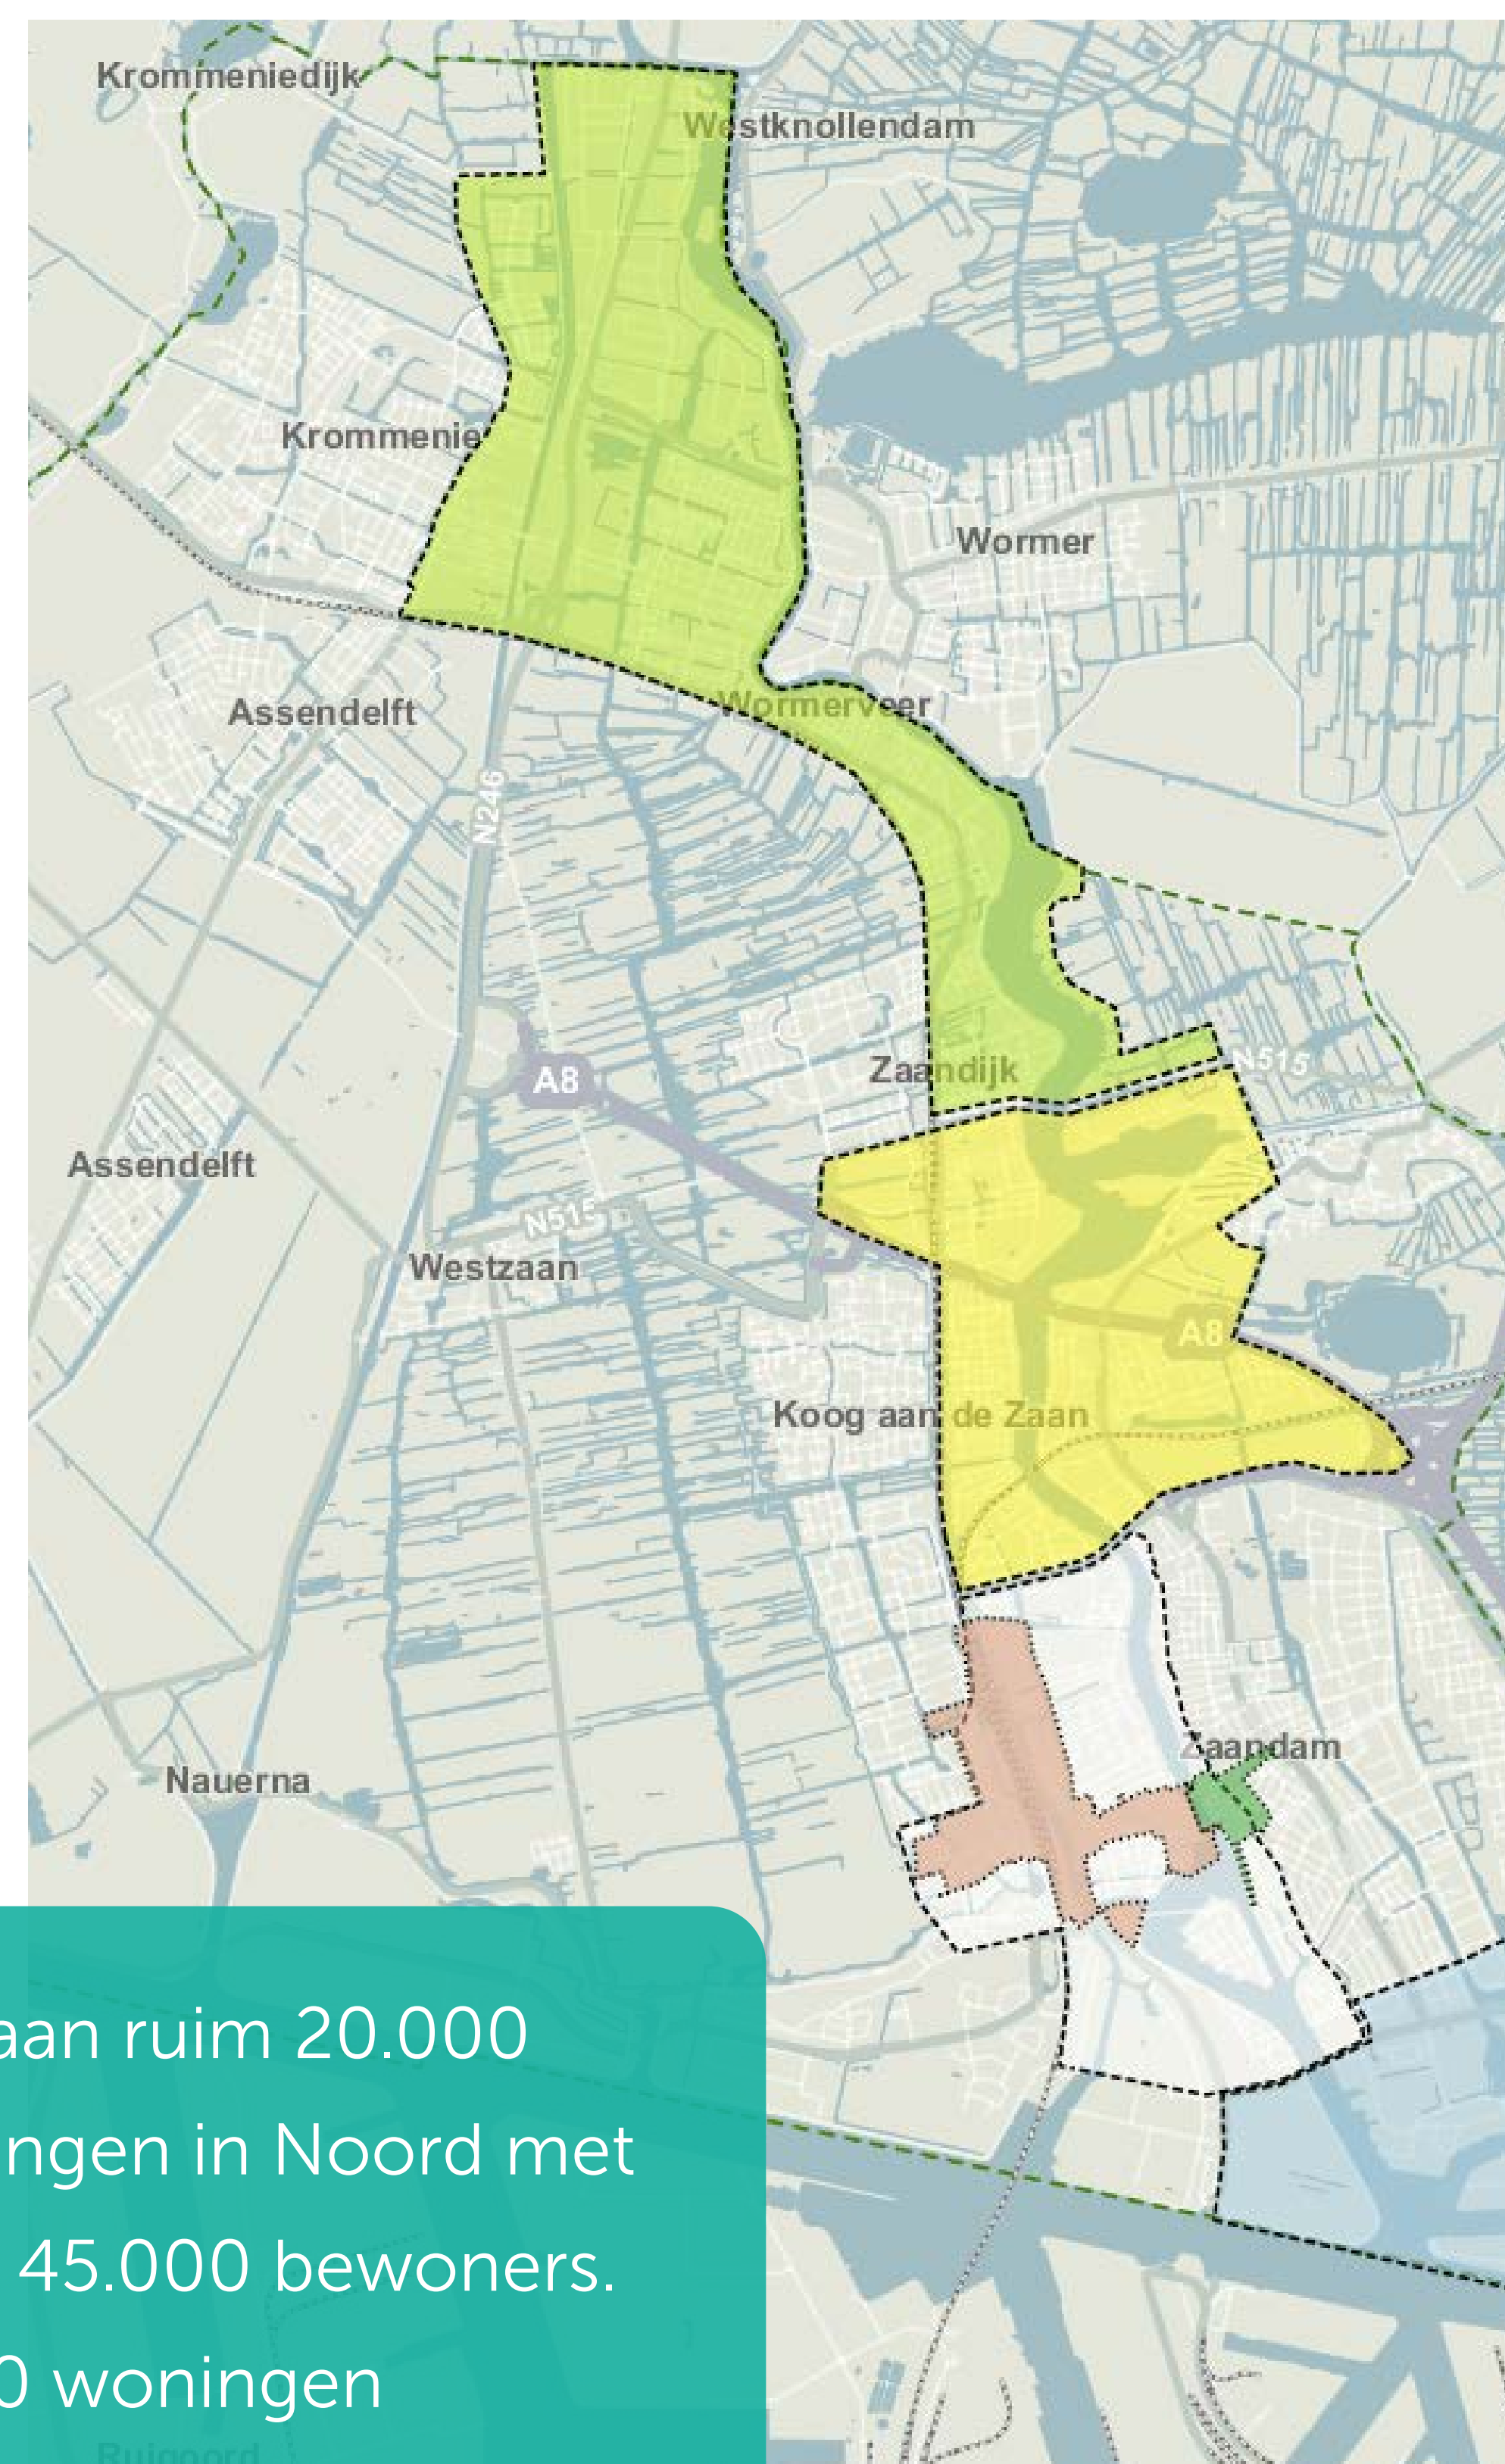 Krommeniedijk
Westknollendam
Krommenie
Wormer
Wormerveer
Assendelft
N246
Zaandijk
N515
A8
Assendelft
N515
Westzaan
A8
Koog aan de Zaan
Zaandam
Nauerna
aan ruim 20.000
ngen in Noord met
45.000 bewoners.
0 woningen
Ruigoord